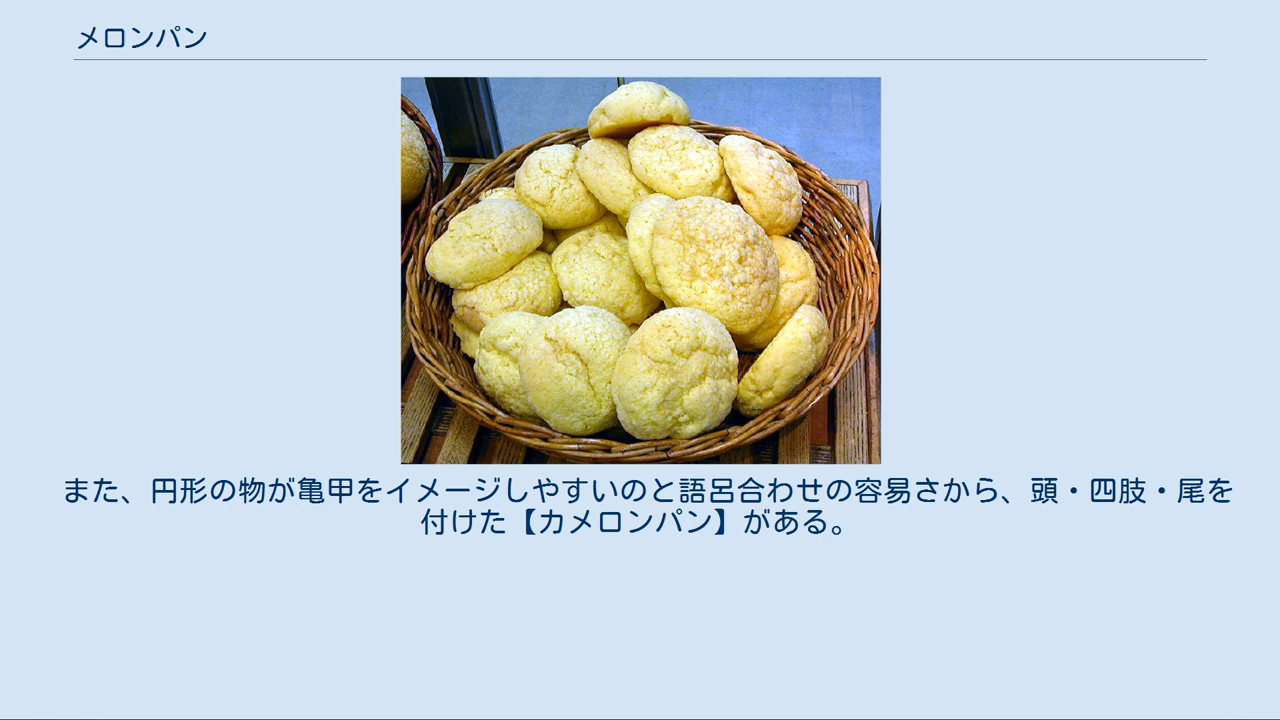 メロンパン
また、円形の物が亀甲をイメージしやすいのと語呂合わせの容易さから、頭・四肢・尾を
付けた【カメロンパン】がある。